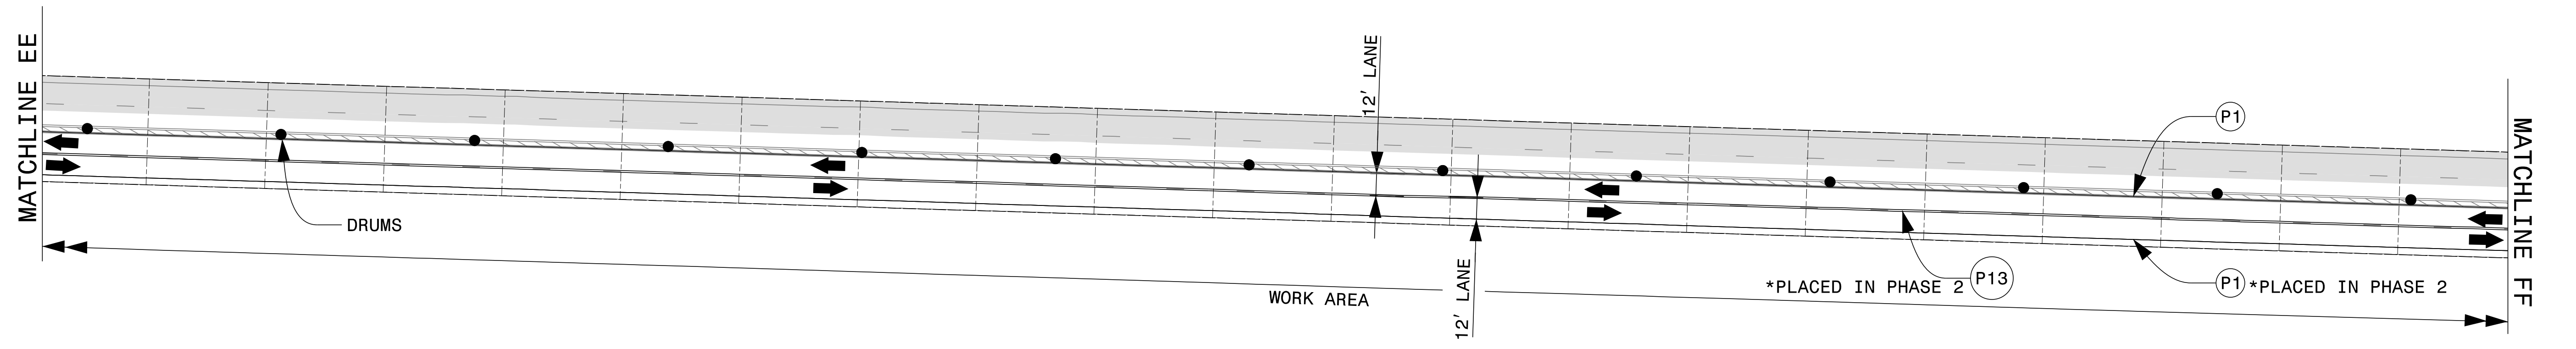 MATCHLINE EE
12' LANE
P1
MATCHLINE FF
DRUMS
P13
*PLACED IN PHASE 2
P1 *PLACED IN PHASE 2
WORK AREA
12' LANE